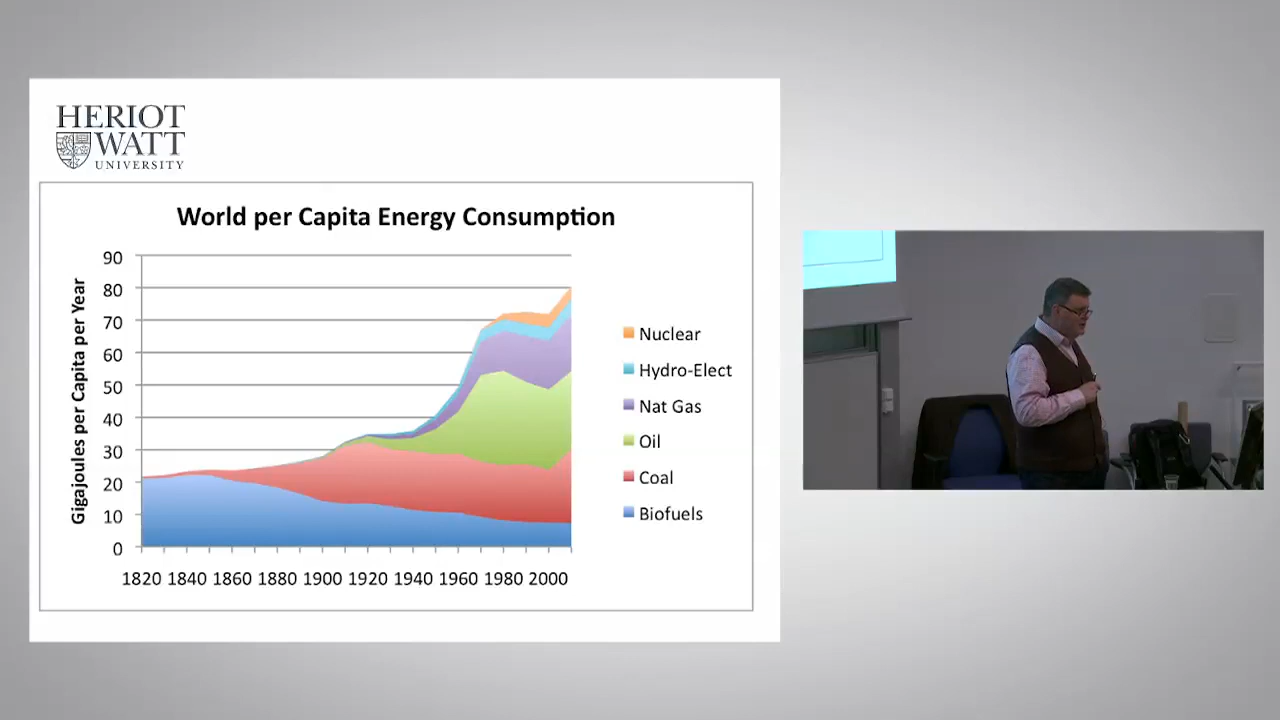 HERIOT
WATT
UNIVERSITY
World per Capita Energy Consumption
Gigajoules per Capita per Year
90
80
70
60
50
40
30
20
10
0
1820 1840 1860 1880 1900 1920 1940 1960 1980 2000
Nuclear
Hydro-Elect
Nat Gas
Oil
Coal
Biofuels